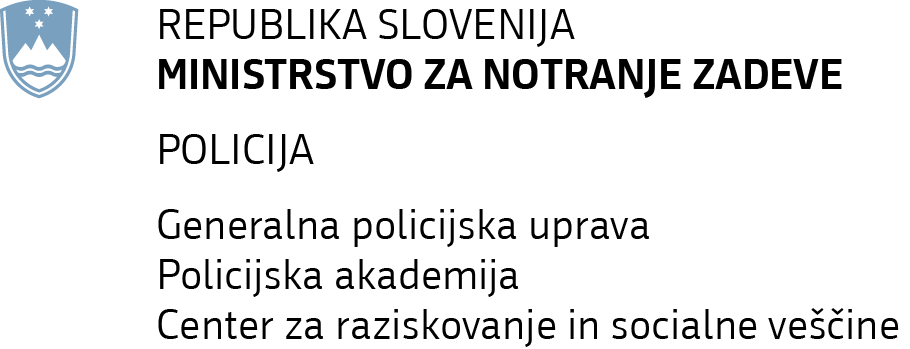 REPUBLIKA SLOVENIJA
MINISTRSTVO ZA NOTRANJE ZADEVE
POLICIJA
Generalna policijska uprava
Policijska akademija
Center za raziskovanje in socialne veščine